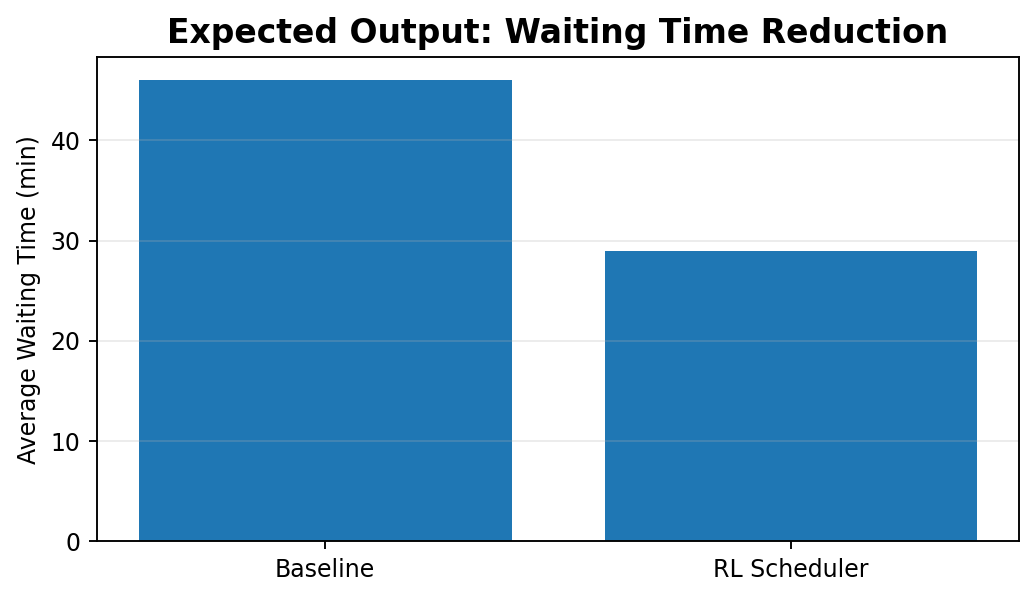 Expected Output: Waiting Time Reduction
Average Waiting Time (min)
40
30
20
10
0
Baseline
RL Scheduler